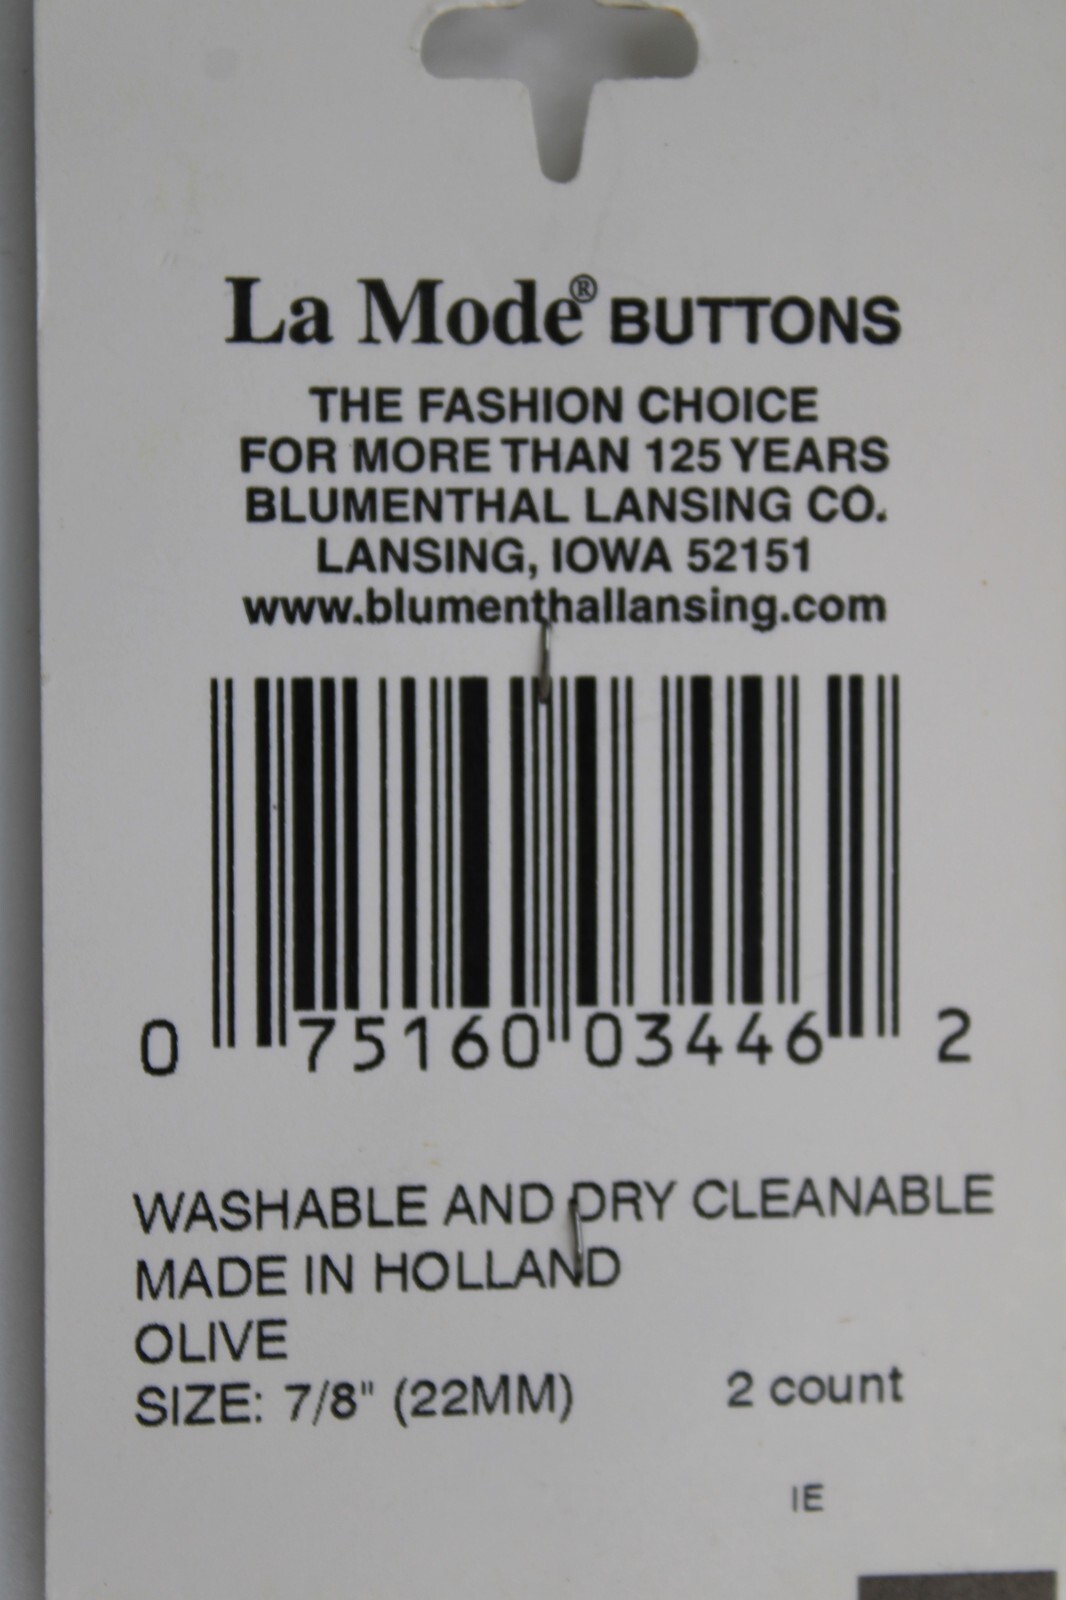 La Mode® BUTTONS
THE FASHION CHOICE
FOR MORE THAN 125 YEARS
BLUMENTHAL LANSING CO.
LANSING, IOWA 52151
www.blumenthallansing.com
0 75160 03446 2
WASHABLE AND DRY CLEANABLE
MADE IN HOLLAND
OLIVE
SIZE: 7/8" (22MM) 2 count
IE